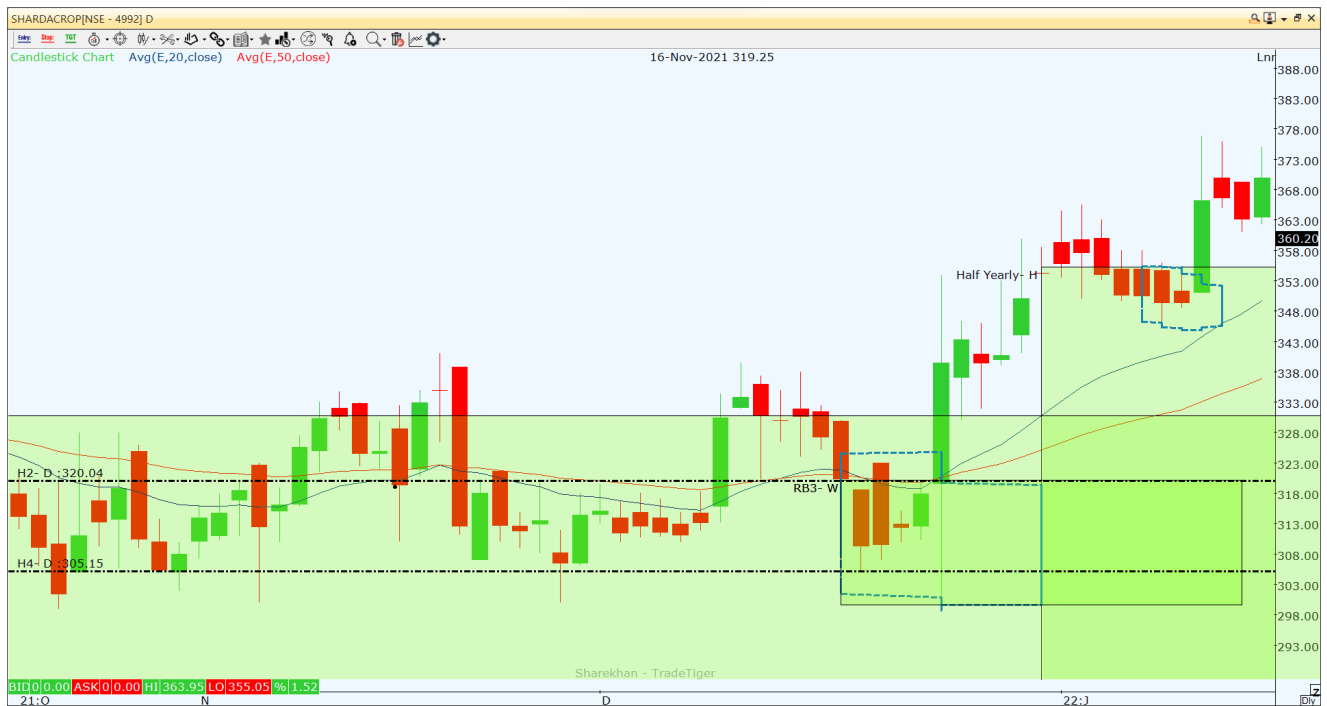 SHARDACROP[NSE - 4992] D
Entry: Stop: TGT
Candlestick Chart Avg(E,20,close) Avg(E,50,close) 16-Nov-2021 319.25 Lnr
388.00
383.00
378.00
373.00
368.00
363.00
360.20
358.00
Half Yearly- H
353.00
348.00
343.00
338.00
333.00
328.00
323.00
H2- D :320.04
RB3- W
318.00
313.00
308.00
H4- D :305.15
303.00
298.00
293.00
Sharekhan - TradeTiger
BID 0 0.00 ASK 0 0.00 HI 363.95 LO 355.05 % 1.52
21:O N D 22:J
Z
Dly